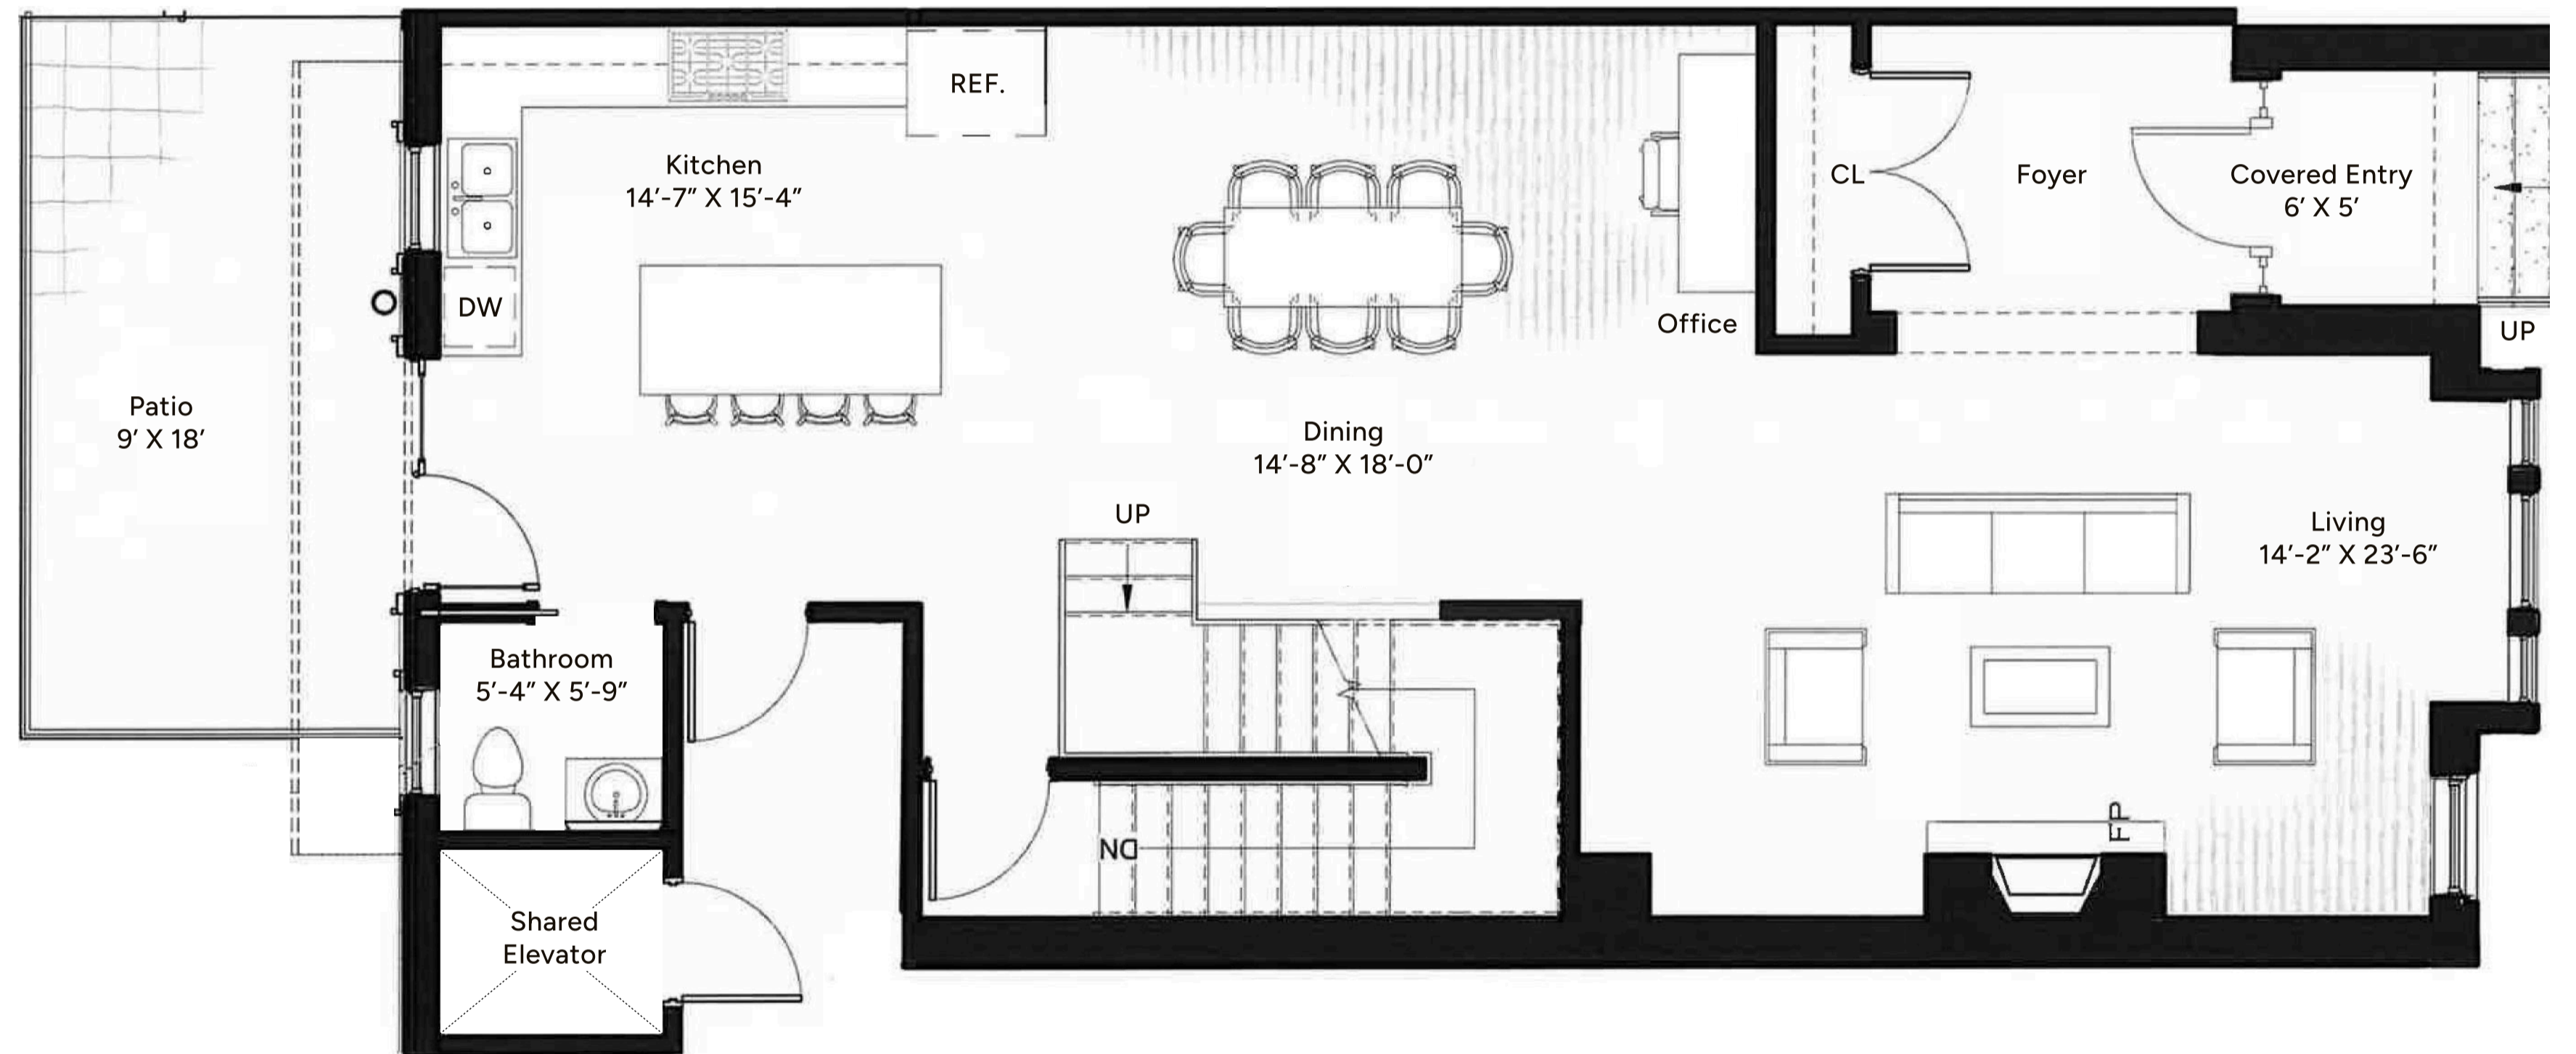 REF.
Kitchen
14′-7″ X 15′-4″
CL
Foyer
Covered Entry
6′ X 5′
DW
Office
UP
Patio
9′ X 18′
Dining
14′-8″ X 18′-0″
UP
Living
14′-2″ X 23′-6″
Bathroom
5′-4″ X 5′-9″
FP
DN
Shared
Elevator